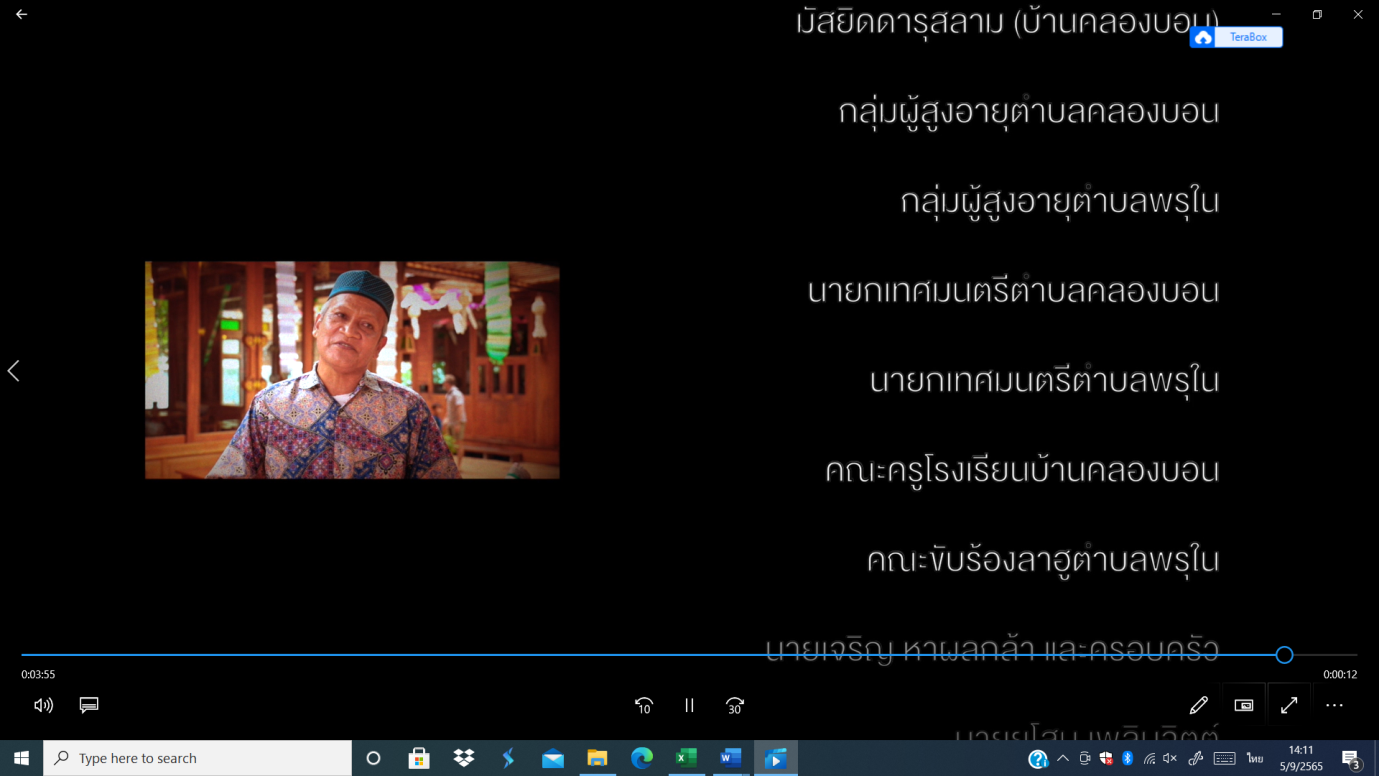 มัสยิดดารุสลาม (บ้านคลองบอน)
TeraBox
กลุ่มผู้สูงอายุตำบลคลองบอน
กลุ่มผู้สูงอายุตำบลพรุใน
นายกเทศมนตรีตำบลคลองบอน
นายกเทศมนตรีตำบลพรุใน
คณะครูโรงเรียนบ้านคลองบอน
คณะขับร้องลาฮูตำบลพรุใน
นายเจริญ หาผลกล้า และครอบครัว
0:03:55
0:00:12
10
30
Type here to search
ไทย
14:11
5/9/2565
3